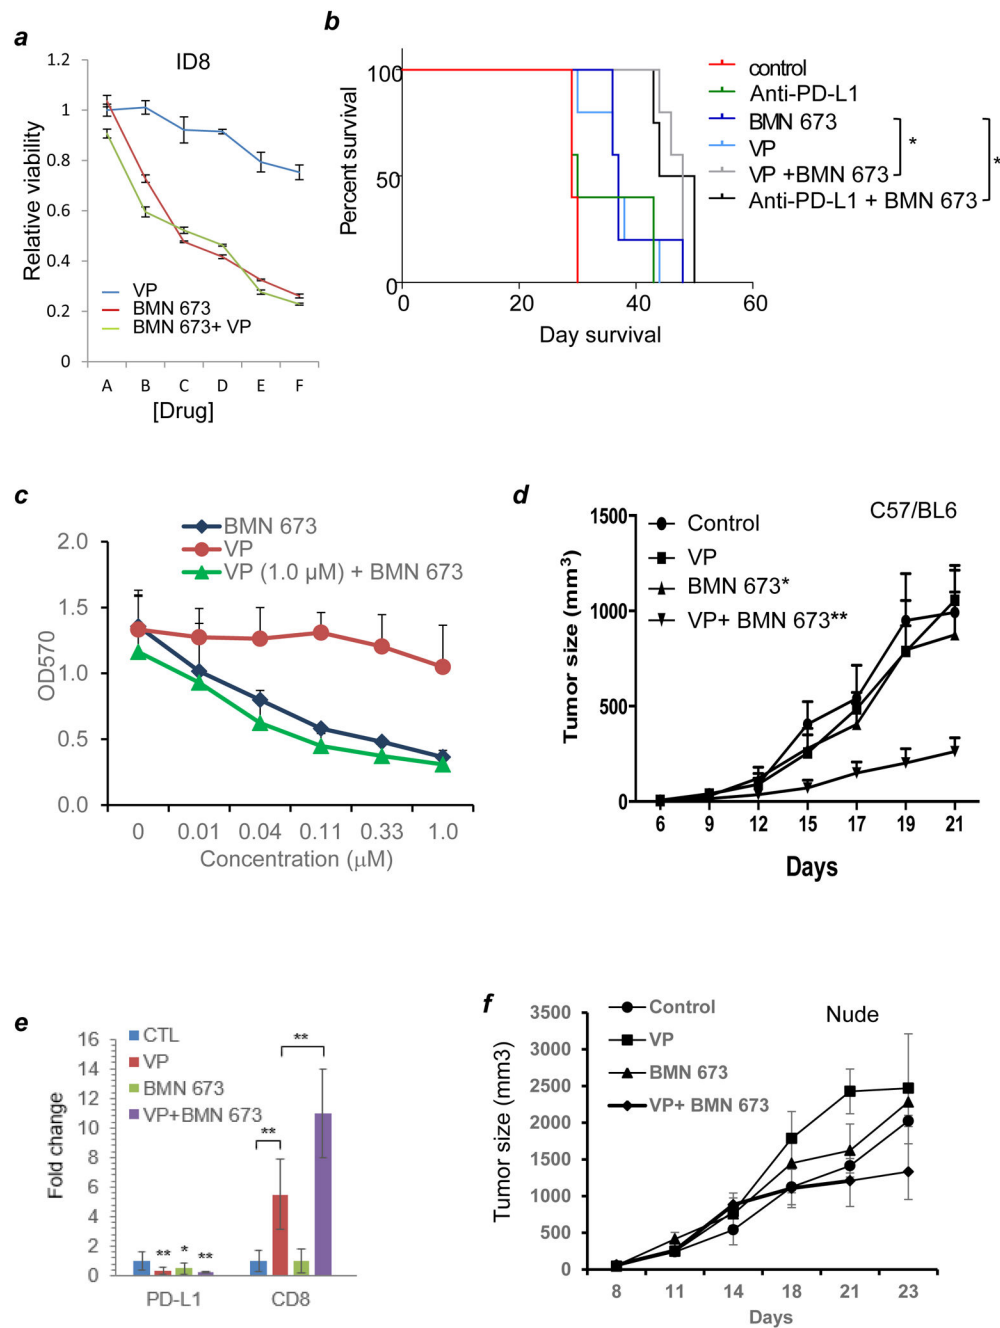 a
ID8
1.2
1
0.8
0.6
0.4
0.2
0
Relative viability
VP
BMN 673
BMN 673+ VP
A B C D E F
[Drug]
b
100
50
0
Percent survival
0 20 40 60
Day survival
control
Anti-PD-L1
BMN 673
VP
VP +BMN 673
Anti-PD-L1 + BMN 673
*
*
c
BMN 673
VP
VP (1.0 μM) + BMN 673
2.0
1.5
1.0
0.5
0.0
OD570
0 0.01 0.04 0.11 0.33 1.0
Concentration (μM)
d
C57/BL6
Control
VP
BMN 673*
VP+ BMN 673**
1500
1000
500
0
Tumor size (mm3)
6 9 12 15 17 19 21
Days
e
CTL
VP
BMN 673
VP+BMN 673
16
14
12
10
8
6
4
2
0
Fold change
** * **
**
**
PD-L1 CD8
f
Nude
Control
VP
BMN 673
VP+ BMN 673
3500
3000
2500
2000
1500
1000
500
0
Tumor size (mm3)
8 11 14 18 21 23
Days